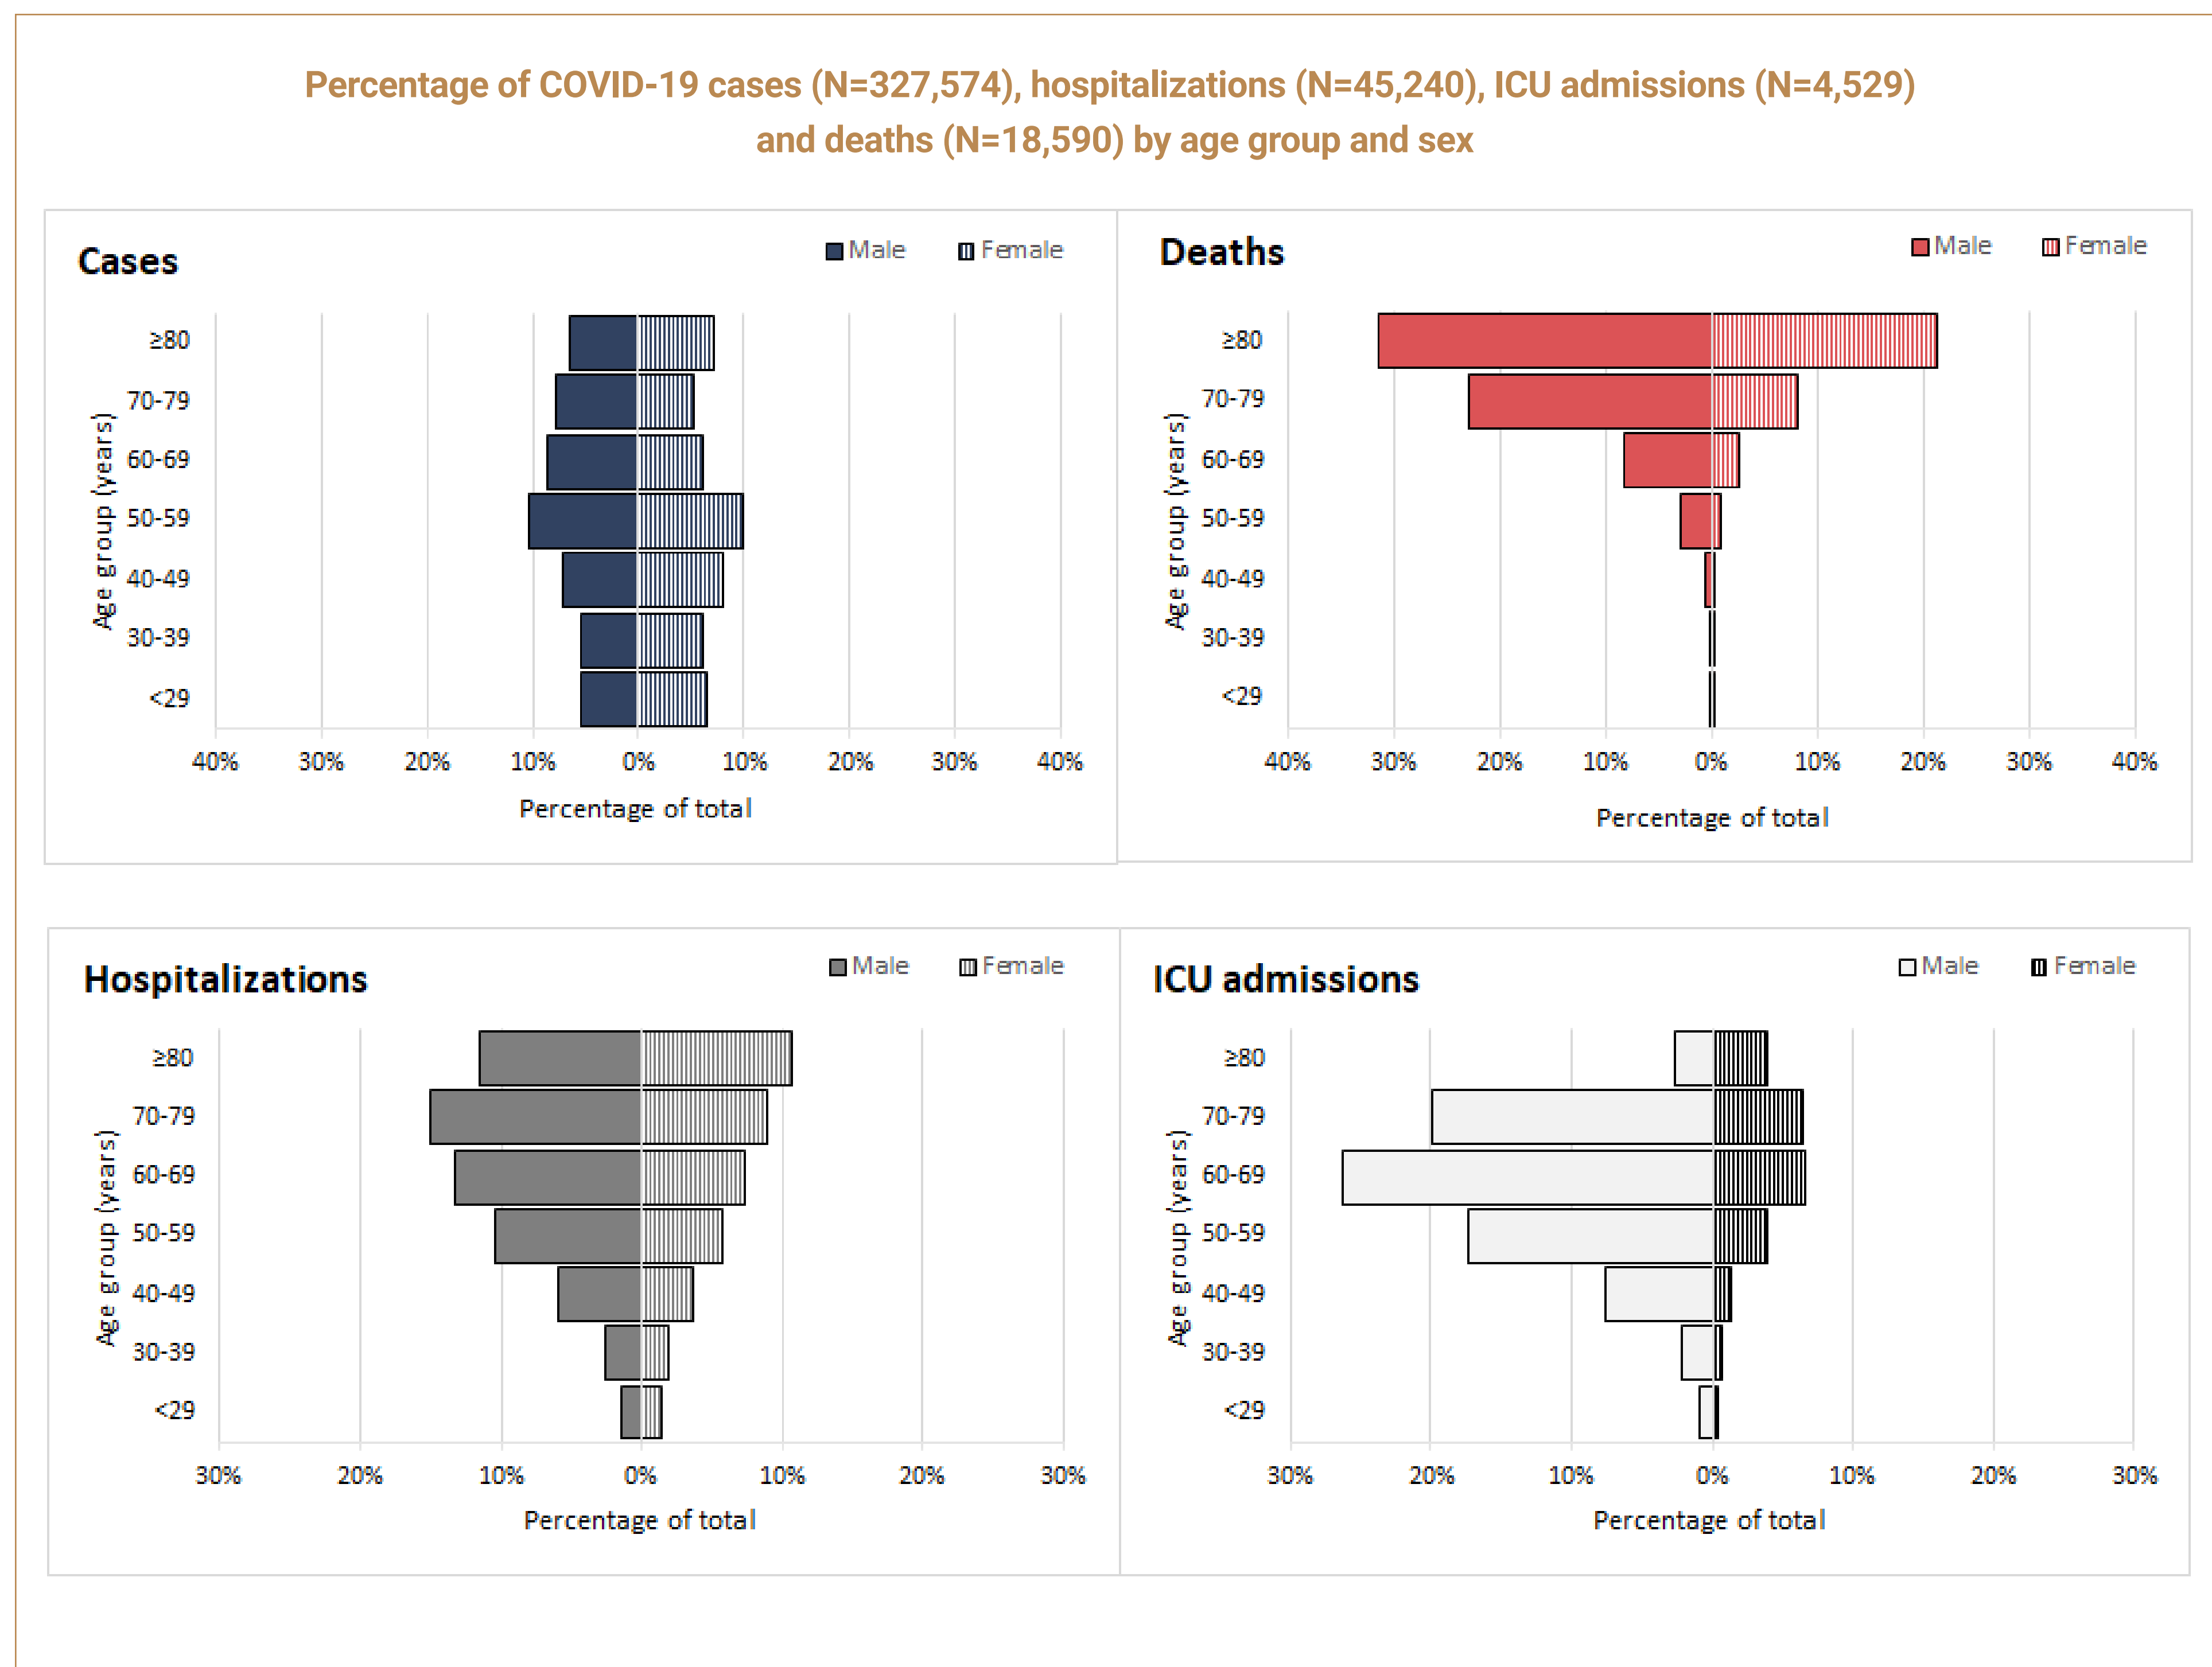 Percentage of COVID-19 cases (N=327,574), hospitalizations (N=45,240), ICU admissions (N=4,529)
and deaths (N=18,590) by age group and sex
Cases
Male Female
Age group (years)
≥80
70-79
60-69
50-59
40-49
30-39
<29
40% 30% 20% 10% 0% 10% 20% 30% 40%
Percentage of total
Deaths
Male Female
Age group (years)
≥80
70-79
60-69
50-59
40-49
30-39
<29
40% 30% 20% 10% 0% 10% 20% 30% 40%
Percentage of total
Hospitalizations
Male Female
Age group (years)
≥80
70-79
60-69
50-59
40-49
30-39
<29
30% 20% 10% 0% 10% 20% 30%
Percentage of total
ICU admissions
Male Female
Age group (years)
≥80
70-79
60-69
50-59
40-49
30-39
<29
30% 20% 10% 0% 10% 20% 30%
Percentage of total